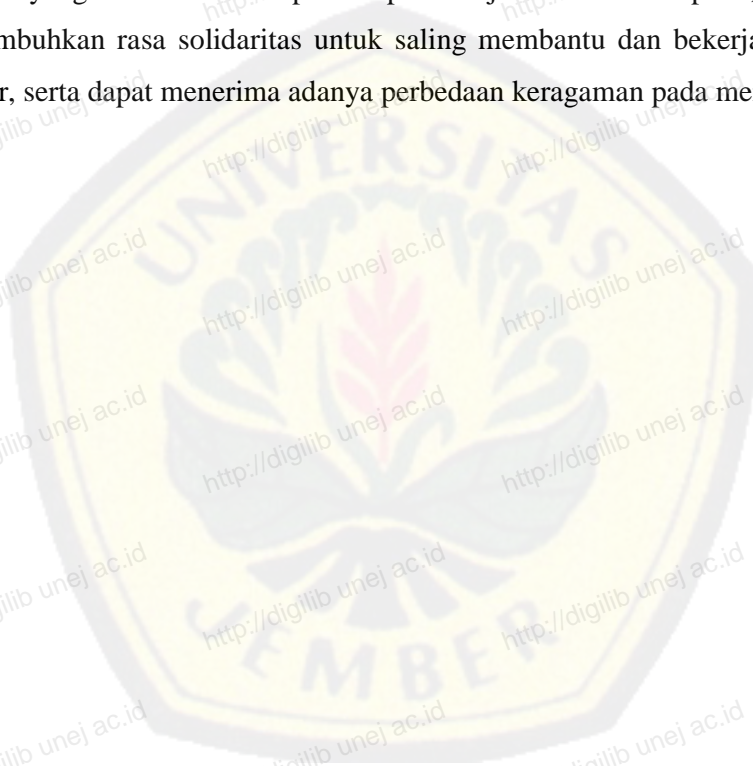 mbuhkan rasa solidaritas untuk saling membantu dan bekerja
r, serta dapat menerima adanya perbedaan keragaman pada me
http://digilib unej ac.id
UNIVERSITAS
JEMBER